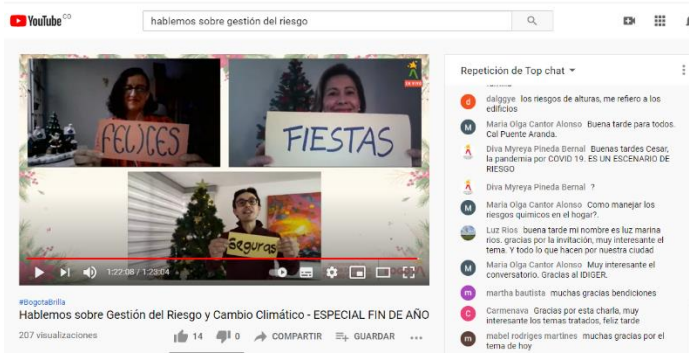 YouTube CO
hablemos sobre gestión del riesgo
FELICES
FIESTAS
seguras
1:22:08 / 1:23:04
#BogotaBrilla
Hablemos sobre Gestión del Riesgo y Cambio Climático - ESPECIAL FIN DE AÑO
207 visualizaciones
14
0
COMPARTIR
GUARDAR
Repetición de Top chat
dalggye los riesgos de alturas, me refiero a los
edificios
Maria Olga Cantor Alonso Buena tarde para todos.
Cal Puente Aranda.
Diva Myreya Pineda Bernal Buenas tardes Cesar,
la pandemia por COVID 19. ES UN ESCENARIO DE
RIESGO
Diva Myreya Pineda Bernal ?
Maria Olga Cantor Alonso Como manejar los
riesgos quimicos en el hogar?.
Luz Rios buena tarde mi nombre es luz marina
rios. gracias por la invitación, muy interesante el
tema. Y todo lo que hacen por nuestra ciudad
Maria Olga Cantor Alonso Muy interesante el
conversatorio. Gracias al IDIGER.
martha bautista muchas gracias bendiciones
Carmenava Gracias por esta charla, muy
interesante los temas tratados, feliz tarde
mabel rodriges martines muchas gracias por el
tema de hoy